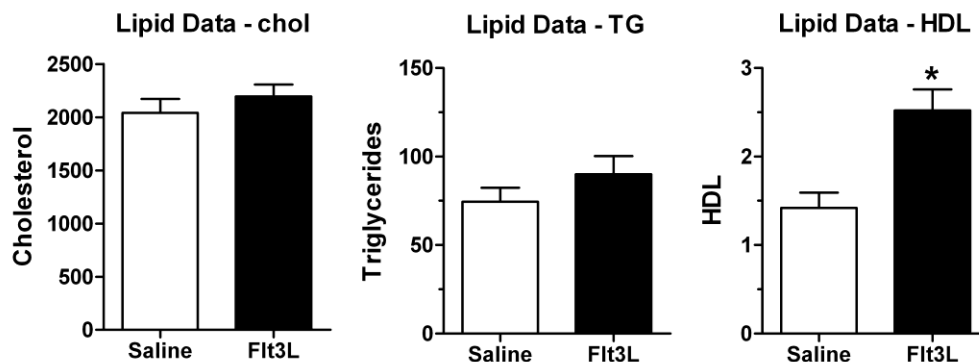 Lipid Data - chol
Cholesterol
2500
2000
1500
1000
500
0
Saline
Flt3L
Lipid Data - TG
Triglycerides
150
100
50
0
Saline
Flt3L
Lipid Data - HDL
HDL
3
2
1
0
*
Saline
Flt3L